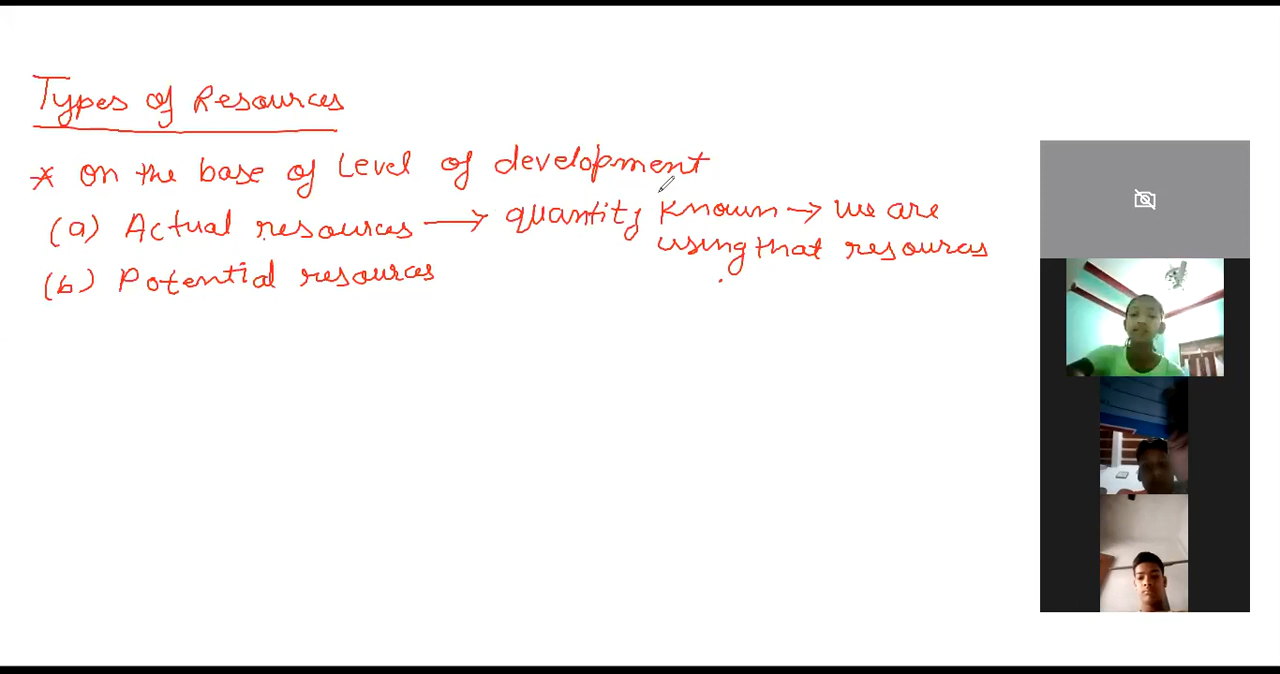 Types of Resources
* on the base of Level of development
(a) Actual resources → quantity known → we are
using that resources
(b) Potential resources